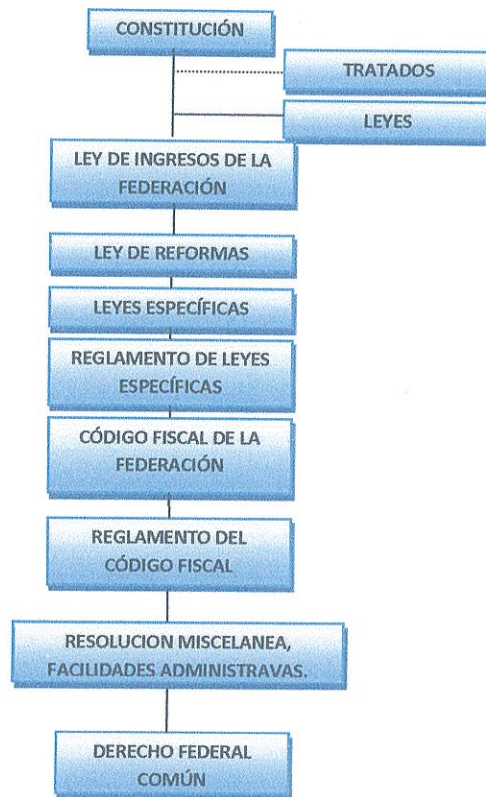 CONSTITUCIÓN
TRATADOS
LEYES
LEY DE INGRESOS DE LA
FEDERACIÓN
LEY DE REFORMAS
LEYES ESPECÍFICAS
REGLAMENTO DE LEYES
ESPECÍFICAS
CÓDIGO FISCAL DE LA
FEDERACIÓN
REGLAMENTO DEL
CÓDIGO FISCAL
RESOLUCION MISCELANEA,
FACILIDADES ADMINISTRAVAS.
DERECHO FEDERAL
COMÚN